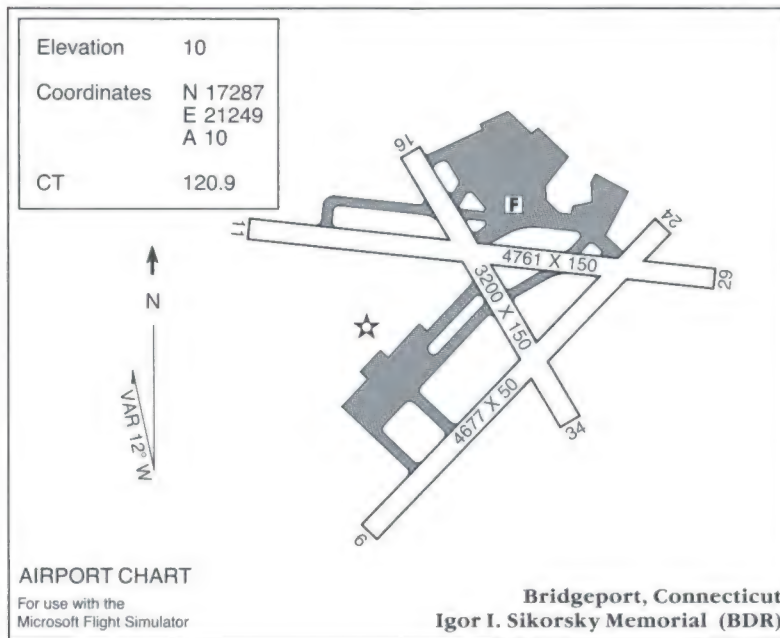 Elevation 10
Coordinates N 17287
E 21249
A 10
CT 120.9
16
F
24
11
4761 X 150
29
3200 X 150
N
VAR 12° W
4677 X 50
34
6
AIRPORT CHART
For use with the
Microsoft Flight Simulator
Bridgeport, Connecticut
Igor I. Sikorsky Memorial (BDR)